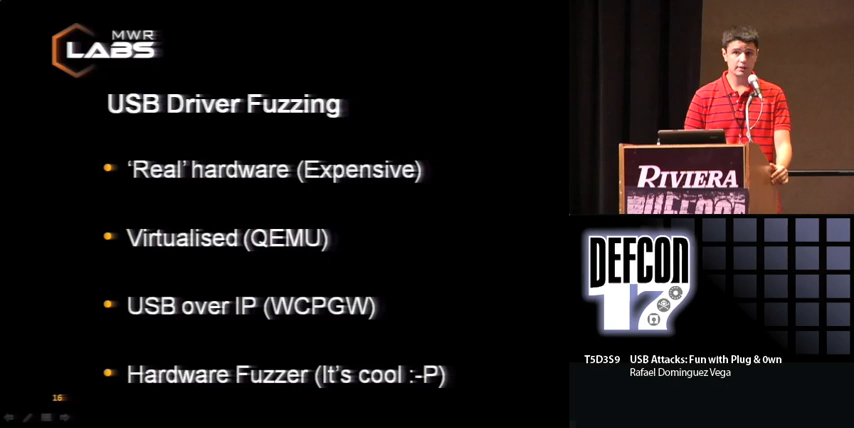 MWR
LABS
USB Driver Fuzzing
'Real' hardware (Expensive)
Virtualised (QEMU)
USB over IP (WCPGW)
Hardware Fuzzer (It's cool :-P)
16
RIVIERA
DEFCON
17
T5D3S9 USB Attacks: Fun with Plug & 0wn
Rafael Dominguez Vega